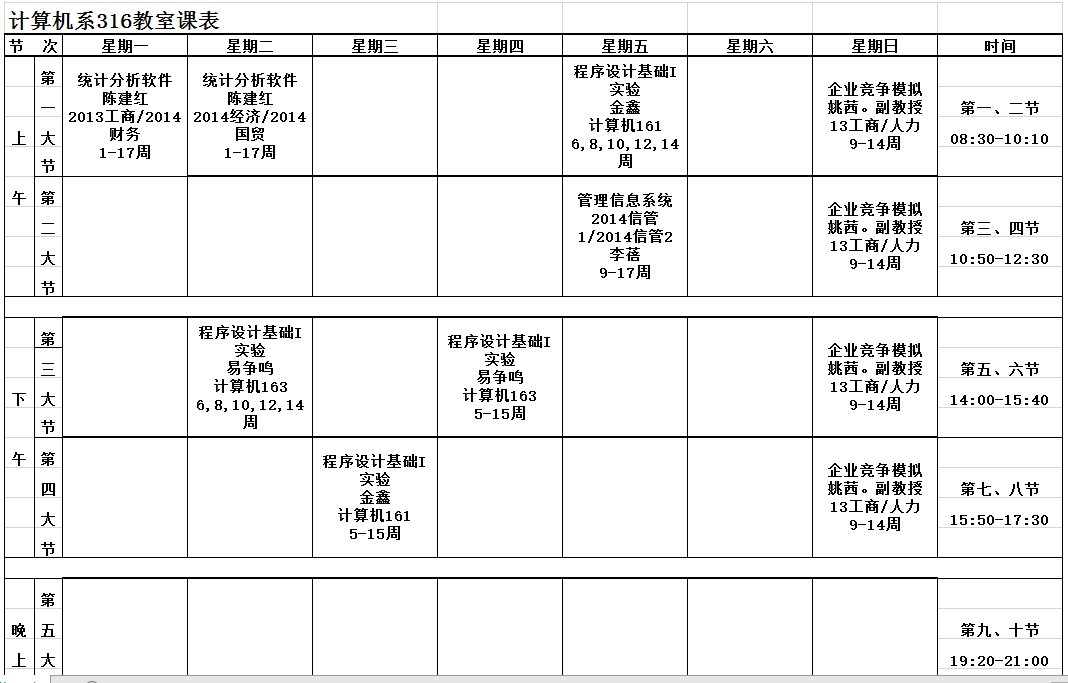 计算机系316教室课表
节 次 星期一 星期二 星期三 星期四 星期五 星期六 星期日 时间
上
午
第
一
大
节
统计分析软件
陈建红
2013工商/2014
财务
1-17周
统计分析软件
陈建红
2014经济/2014
国贸
1-17周
程序设计基础I
实验
金鑫
计算机161
6,8,10,12,14
周
企业竞争模拟
姚茜。副教授
13工商/人力
9-14周
第一、二节
08:30-10:10
第
二
大
节
管理信息系统
2014信管
1/2014信管2
李蓓
9-17周
企业竞争模拟
姚茜。副教授
13工商/人力
9-14周
第三、四节
10:50-12:30
下
午
第
三
大
节
程序设计基础I
实验
易争鸣
计算机163
6,8,10,12,14
周
程序设计基础I
实验
易争鸣
计算机163
5-15周
企业竞争模拟
姚茜。副教授
13工商/人力
9-14周
第五、六节
14:00-15:40
第
四
大
节
程序设计基础I
实验
金鑫
计算机161
5-15周
企业竞争模拟
姚茜。副教授
13工商/人力
9-14周
第七、八节
15:50-17:30
晚
上
第
五
大
第九、十节
19:20-21:00